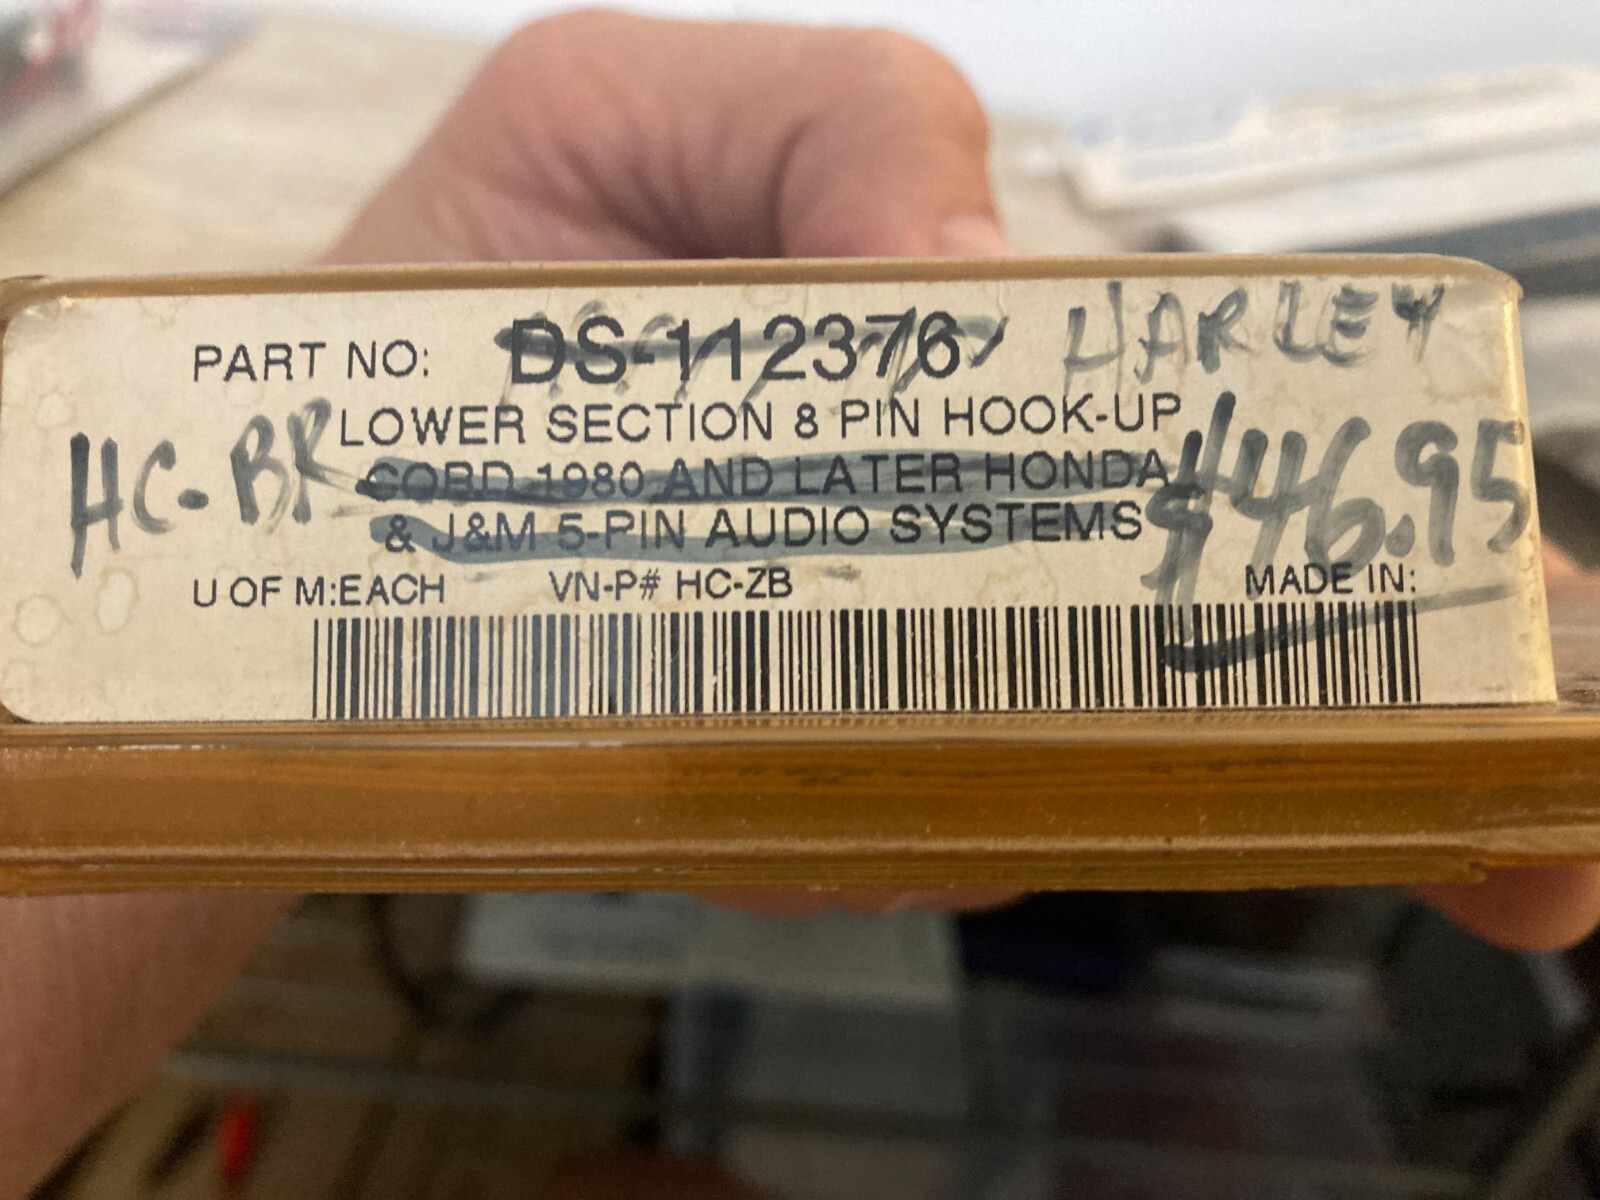 PART NO: DS-112376 HARLEY
HC-BR LOWER SECTION 8 PIN HOOK-UP $46.95
CORD 1980 AND LATER HONDA
& J&M 5-PIN AUDIO SYSTEMS
U OF M:EACH VN-P# HC-ZB MADE IN: